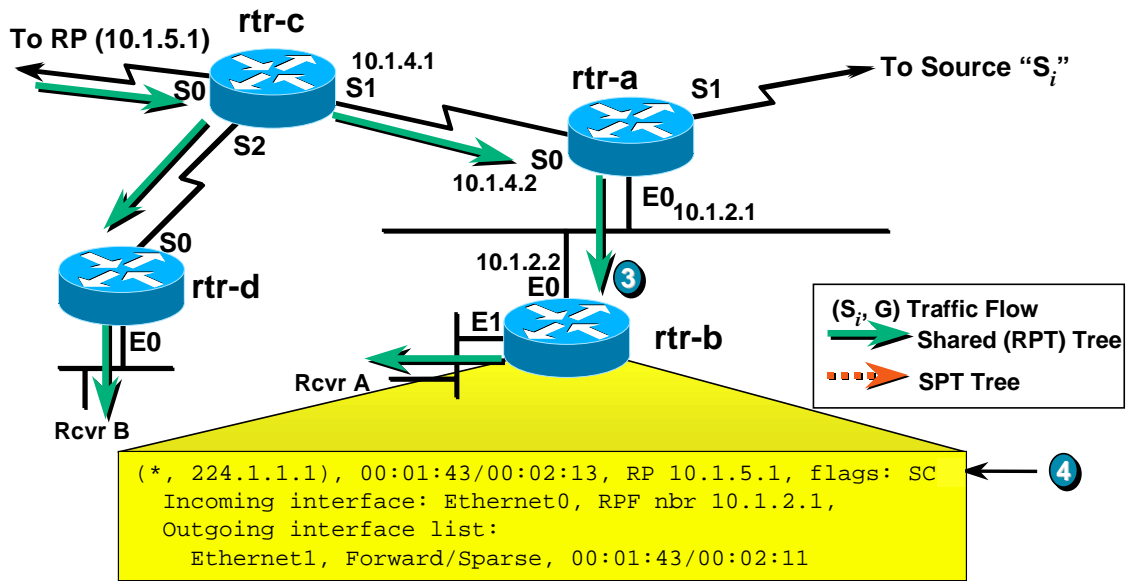 rtr-c
To RP (10.1.5.1)
10.1.4.1
S0
S1
S2
rtr-a
S1
To Source “Si”
S0
10.1.4.2
E0
10.1.2.1
S0
rtr-d
E0
Rcvr B
10.1.2.2
E0
3
E1
rtr-b
Rcvr A
(Si, G) Traffic Flow
Shared (RPT) Tree
SPT Tree
(*, 224.1.1.1), 00:01:43/00:02:13, RP 10.1.5.1, flags: SC
Incoming interface: Ethernet0, RPF nbr 10.1.2.1,
Outgoing interface list:
Ethernet1, Forward/Sparse, 00:01:43/00:02:11
4